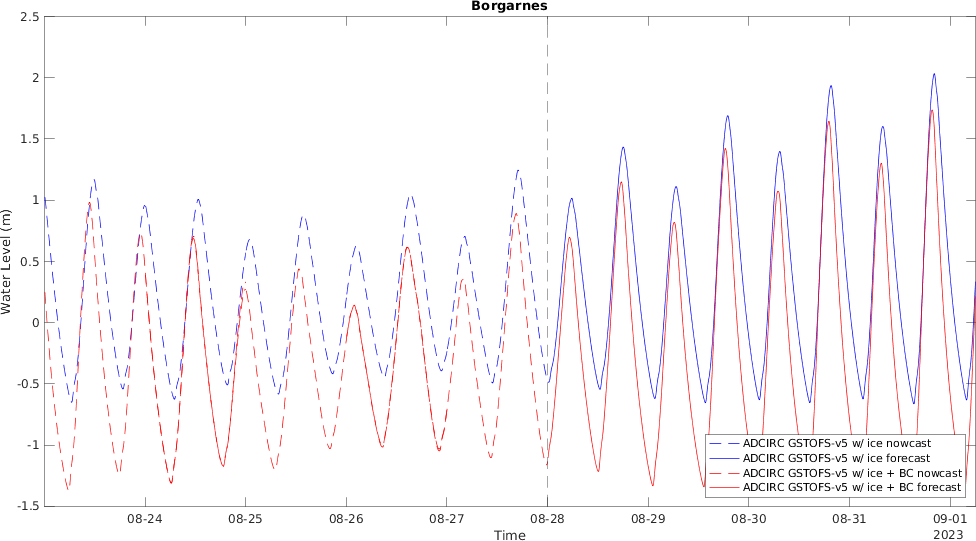 Borgarnes
2.5
2
1.5
1
0.5
0
-0.5
-1
-1.5
Water Level (m)
ADCIRC GSTOFS-v5 w/ ice nowcast
ADCIRC GSTOFS-v5 w/ ice forecast
ADCIRC GSTOFS-v5 w/ ice + BC nowcast
ADCIRC GSTOFS-v5 w/ ice + BC forecast
08-24 08-25 08-26 08-27 08-28 08-29 08-30 08-31 09-01
Time
2023